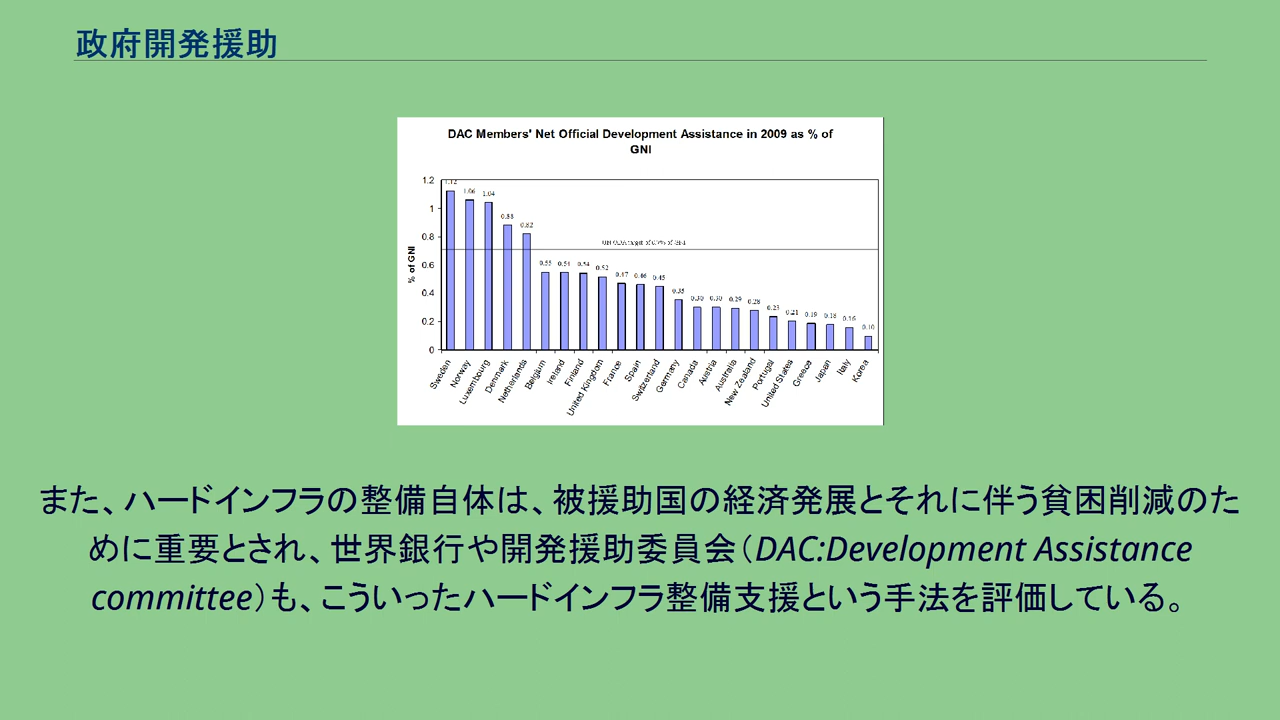 政府開発援助
DAC Members' Net Official Development Assistance in 2009 as % of
GNI
% of GNI
1.2
1
0.8
0.6
0.4
0.2
0
1.12
1.06
1.04
0.88
0.82
0.55
0.54
0.54
0.52
0.47
0.46
0.45
0.35
0.30
0.30
0.29
0.28
0.23
0.21
0.19
0.18
0.16
0.10
UN ODA target of 0.7% of GNI
Sweden
Norway
Luxembourg
Denmark
Netherlands
Belgium
Ireland
Finland
United Kingdom
France
Spain
Switzerland
Germany
Canada
Austria
Australia
New Zealand
Portugal
United States
Greece
Japan
Italy
Korea
また、ハードインフラの整備自体は、被援助国の経済発展とそれに伴う貧困削減のた
めに重要とされ、世界銀行や開発援助委員会（DAC:Development Assistance
committee）も、こういったハードインフラ整備支援という手法を評価している。